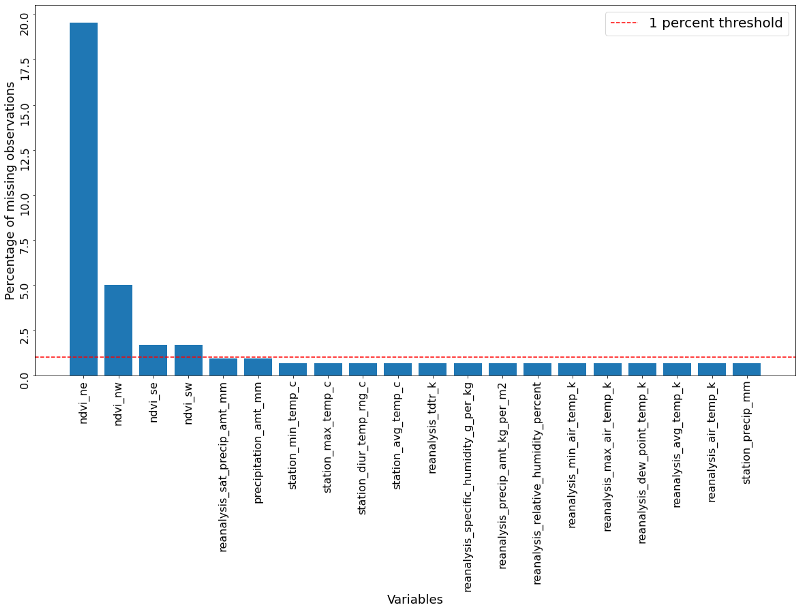 1 percent threshold
Percentage of missing observations
20.0
17.5
15.0
12.5
10.0
7.5
5.0
2.5
0.0
ndvi_ne
ndvi_nw
ndvi_se
ndvi_sw
reanalysis_sat_precip_amt_mm
precipitation_amt_mm
station_min_temp_c
station_max_temp_c
station_diur_temp_rng_c
station_avg_temp_c
reanalysis_tdtr_k
reanalysis_specific_humidity_g_per_kg
reanalysis_precip_amt_kg_per_m2
reanalysis_relative_humidity_percent
reanalysis_min_air_temp_k
reanalysis_max_air_temp_k
reanalysis_dew_point_temp_k
reanalysis_avg_temp_k
reanalysis_air_temp_k
station_precip_mm
Variables